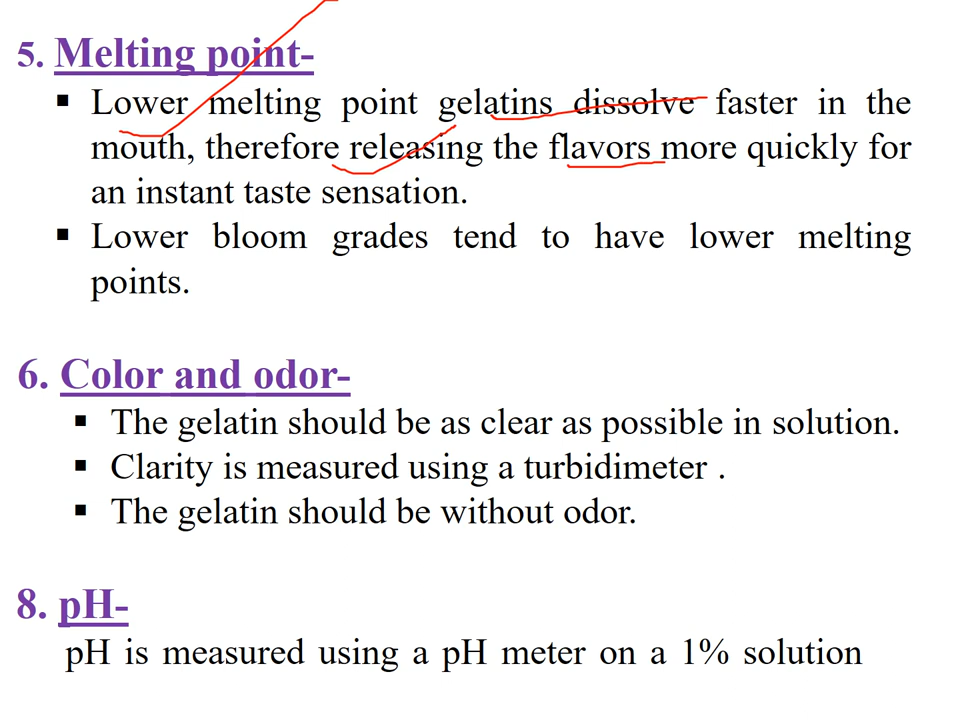 5. Melting point-
▪ Lower melting point gelatins dissolve faster in the
mouth, therefore releasing the flavors more quickly for
an instant taste sensation.
▪ Lower bloom grades tend to have lower melting
points.
6. Color and odor-
▪ The gelatin should be as clear as possible in solution.
▪ Clarity is measured using a turbidimeter .
▪ The gelatin should be without odor.
8. pH-
pH is measured using a pH meter on a 1% solution